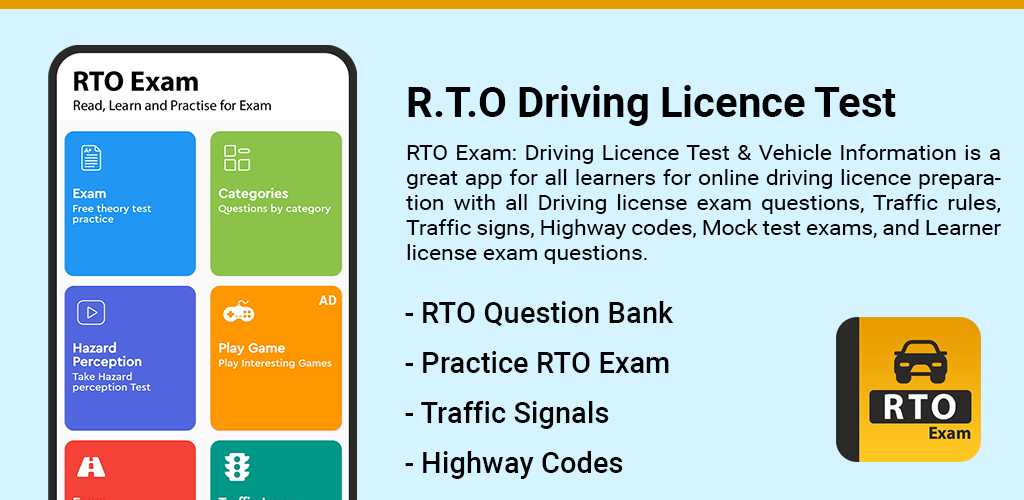 RTO Exam
Read, Learn and Practise for Exam
A+
Exam
Free theory test
practice
Categories
Questions by category
Hazard
Perception
Take Hazard
perception Test
AD
Play Game
Play Interesting Games
R.T.O Driving Licence Test
RTO Exam: Driving Licence Test & Vehicle Information is a
great app for all learners for online driving licence prepara-
tion with all Driving license exam questions, Traffic rules,
Traffic signs, Highway codes, Mock test exams, and Learner
license exam questions.
- RTO Question Bank
- Practice RTO Exam
- Traffic Signals
- Highway Codes
RTO
Exam